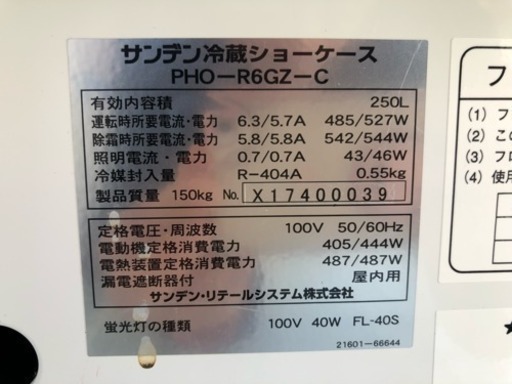 サンデン冷蔵ショーケース
PHO-R6GZ-C
有効内容積 250L
運転時所要電流・電力 6.3/5.7A 485/527W
除霜時所要電流・電力 5.8/5.8A 542/544W
照明電流・電力 0.7/0.7A 43/46W
冷媒封入量 R-404A 0.55kg
製品質量 150kg No. X17400039
定格電圧・周波数 100V 50/60Hz
電動機定格消費電力 405/444W
電熱装置定格消費電力 487/487W
漏電遮断器付 屋内用
サンデン・リテールシステム株式会社
蛍光灯の種類 100V 40W FL-40S
21601-66644
フ
(1) フ
(2) この
(3) フロ
(4) 使用